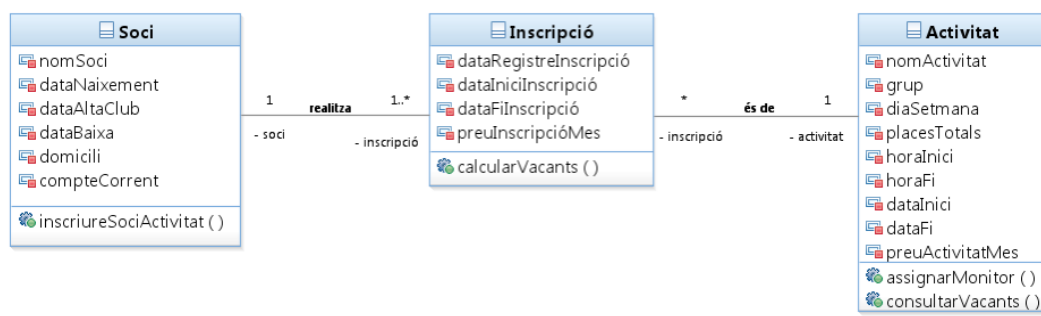 Soci
nomSoci
dataNaixement
dataAltaClub
dataBaixa
domicili
compteCorrent
inscriureSociActivitat ( )
1
realitza
1..*
- soci
- inscripció
Inscripció
dataRegistreInscripció
dataIniciInscripció
dataFiInscripció
preuInscripcióMes
calcularVacants ( )
*
és de
1
- inscripció
- activitat
Activitat
nomActivitat
grup
diaSetmana
placesTotals
horaInici
horaFi
dataInici
dataFi
preuActivitatMes
assignarMonitor ( )
consultarVacants ( )